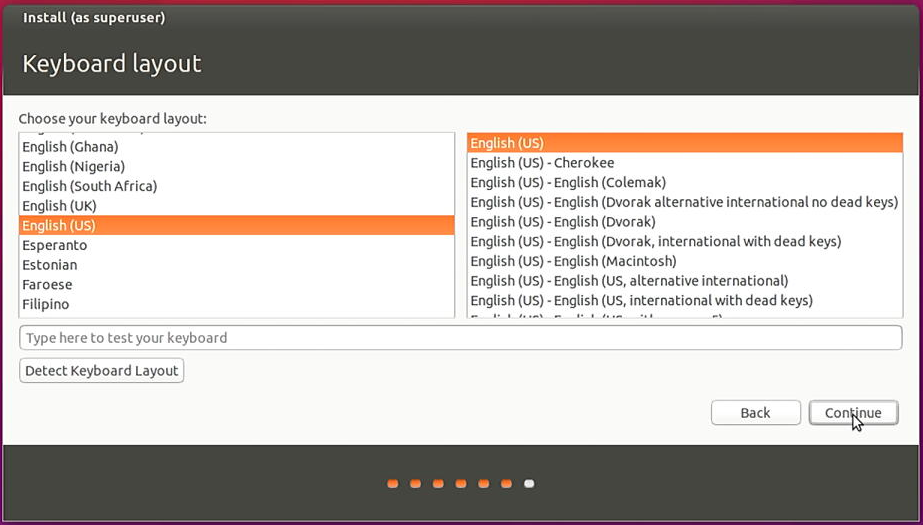 Install (as superuser)
Keyboard layout
Choose your keyboard layout:
English (Ghana)
English (Nigeria)
English (South Africa)
English (UK)
English (US)
Esperanto
Estonian
Faroese
Filipino
English (US)
English (US) - Cherokee
English (US) - English (Colemak)
English (US) - English (Dvorak alternative international no dead keys)
English (US) - English (Dvorak)
English (US) - English (Dvorak, international with dead keys)
English (US) - English (Macintosh)
English (US) - English (US, alternative international)
English (US) - English (US, international with dead keys)
Type here to test your keyboard
Detect Keyboard Layout
Back
Continue